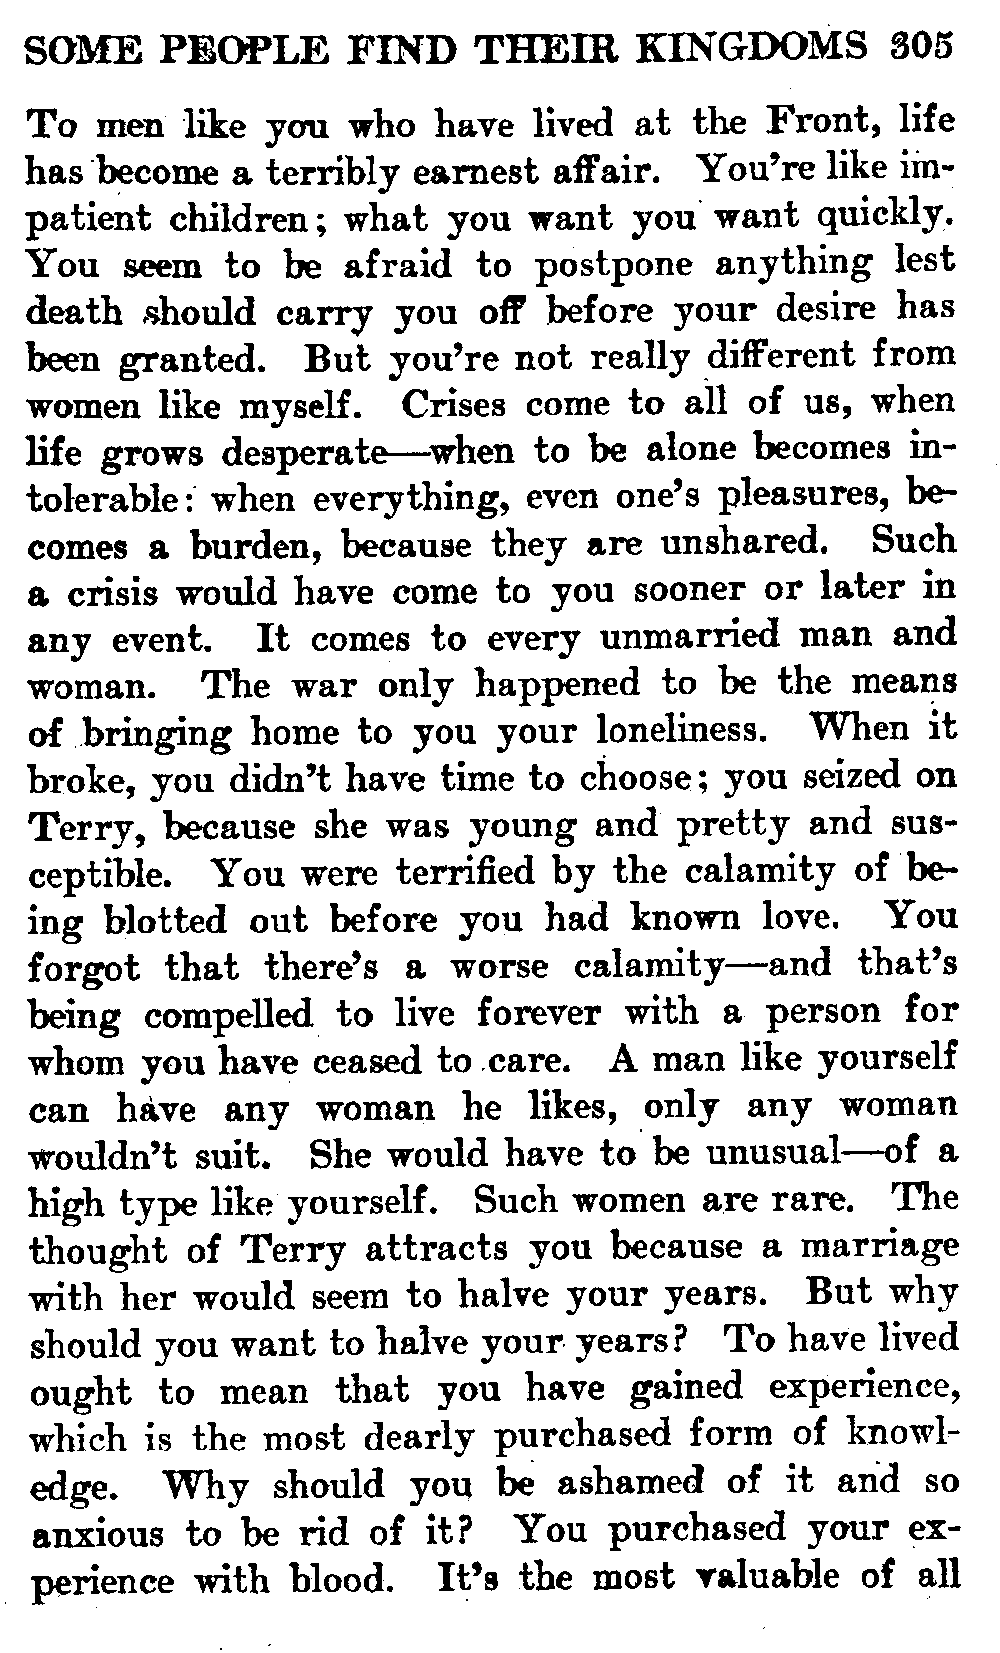 SOME PEOPLE FIND THEIR KINGDOMS 305
To men like you who have lived at the Front, life
has become a terribly earnest affair. You're like im-
patient children; what you want you want quickly.
You seem to be afraid to postpone anything lest
death should carry you off before your desire has
been granted. But you're not really different from
women like myself. Crises come to all of us, when
life grows desperate—when to be alone becomes in-
tolerable: when everything, even one's pleasures, be-
comes a burden, because they are unshared. Such
a crisis would have come to you sooner or later in
any event. It comes to every unmarried man and
woman. The war only happened to be the means
of bringing home to you your loneliness. When it
broke, you didn't have time to choose; you seized on
Terry, because she was young and pretty and sus-
ceptible. You were terrified by the calamity of be-
ing blotted out before you had known love. You
forgot that there's a worse calamity—and that's
being compelled to live forever with a person for
whom you have ceased to care. A man like yourself
can have any woman he likes, only any woman
wouldn't suit. She would have to be unusual—of a
high type like yourself. Such women are rare. The
thought of Terry attracts you because a marriage
with her would seem to halve your years. But why
should you want to halve your years? To have lived
ought to mean that you have gained experience,
which is the most dearly purchased form of knowl-
edge. Why should you be ashamed of it and so
anxious to be rid of it? You purchased your ex-
perience with blood. It's the most valuable of all